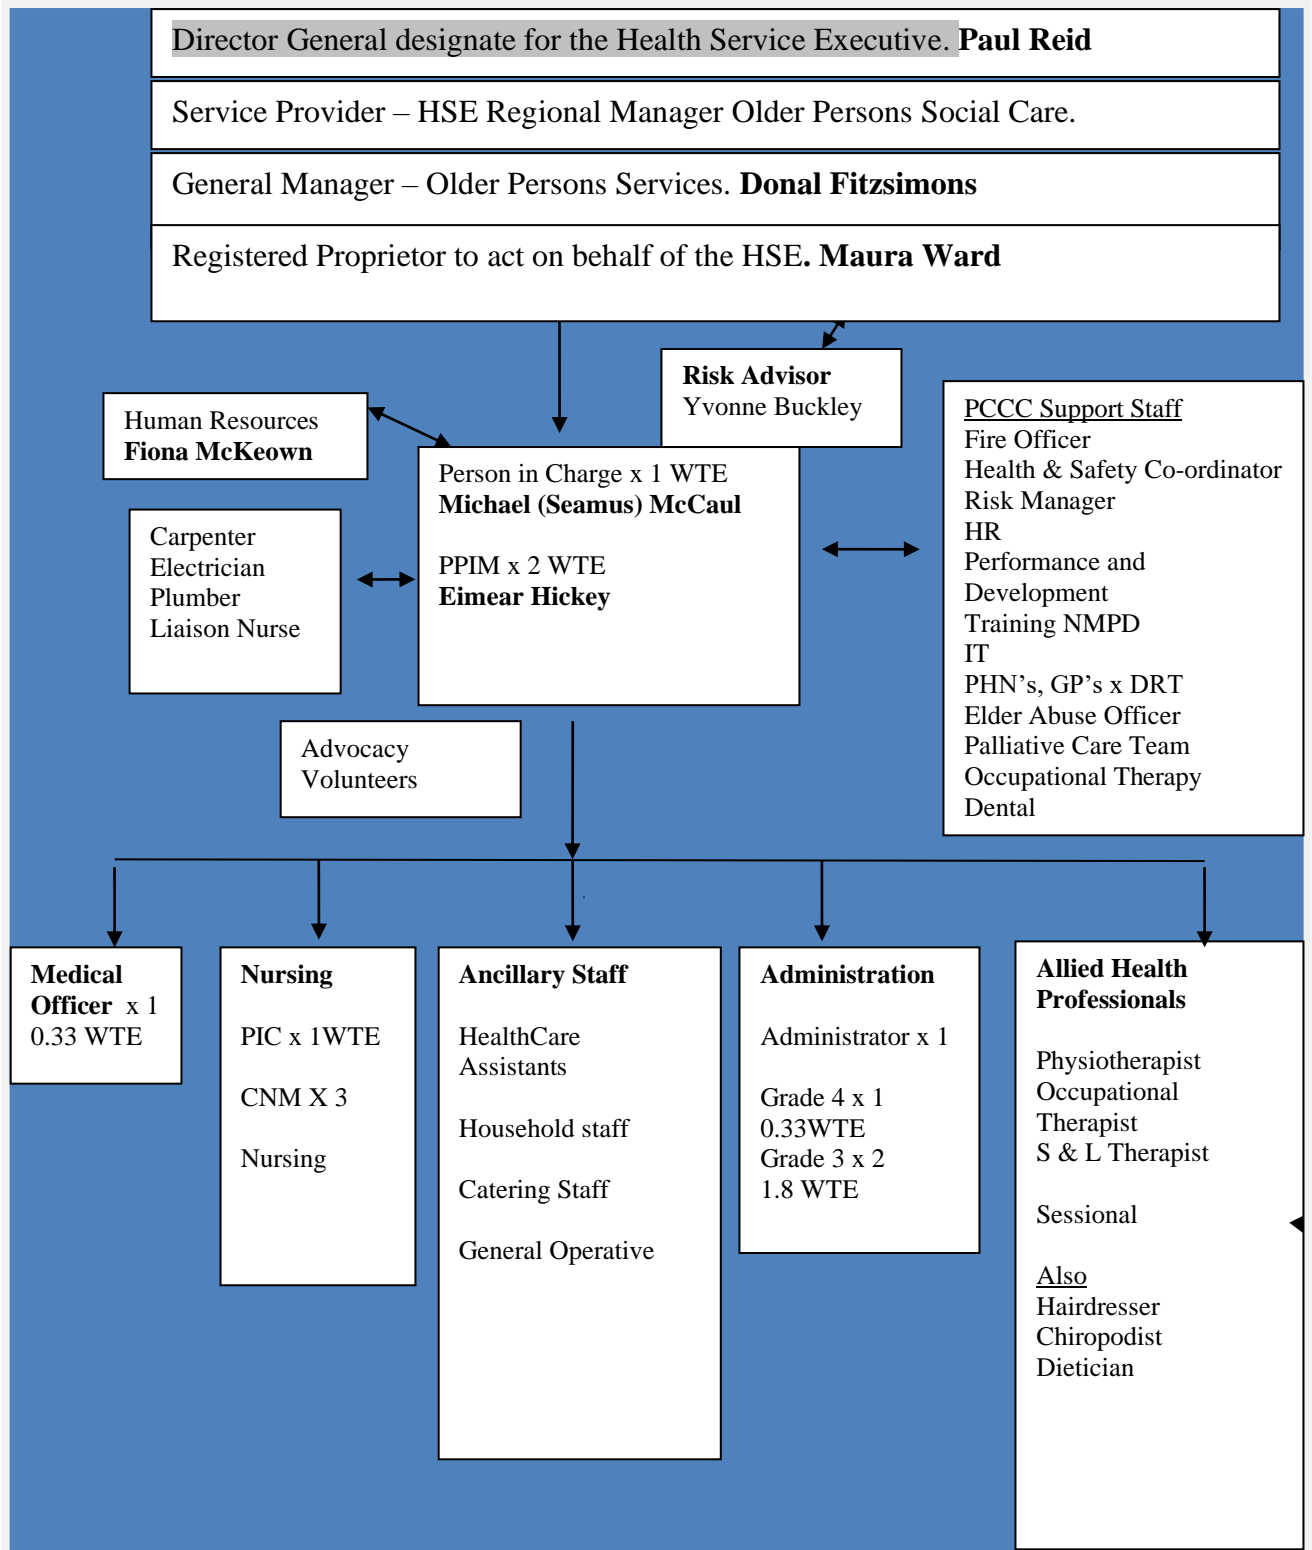 Director General designate for the Health Service Executive. Paul Reid
Service Provider – HSE Regional Manager Older Persons Social Care.
General Manager – Older Persons Services. Donal Fitzsimons
Registered Proprietor to act on behalf of the HSE. Maura Ward
Risk Advisor
Yvonne Buckley
Human Resources
Fiona McKeown
PCCC Support Staff
Fire Officer
Health & Safety Co-ordinator
Risk Manager
HR
Performance and
Development
Training NMPD
IT
PHN’s, GP’s x DRT
Elder Abuse Officer
Palliative Care Team
Occupational Therapy
Dental
Person in Charge x 1 WTE
Michael (Seamus) McCaul
PPIM x 2 WTE
Eimear Hickey
Carpenter
Electrician
Plumber
Liaison Nurse
Advocacy
Volunteers
Medical
Officer x 1
0.33 WTE
Nursing
PIC x 1WTE
CNM X 3
Nursing
Ancillary Staff
HealthCare
Assistants
Household staff
Catering Staff
General Operative
Administration
Administrator x 1
Grade 4 x 1
0.33WTE
Grade 3 x 2
1.8 WTE
Allied Health
Professionals
Physiotherapist
Occupational
Therapist
S & L Therapist
Sessional
Also
Hairdresser
Chiropodist
Dietician